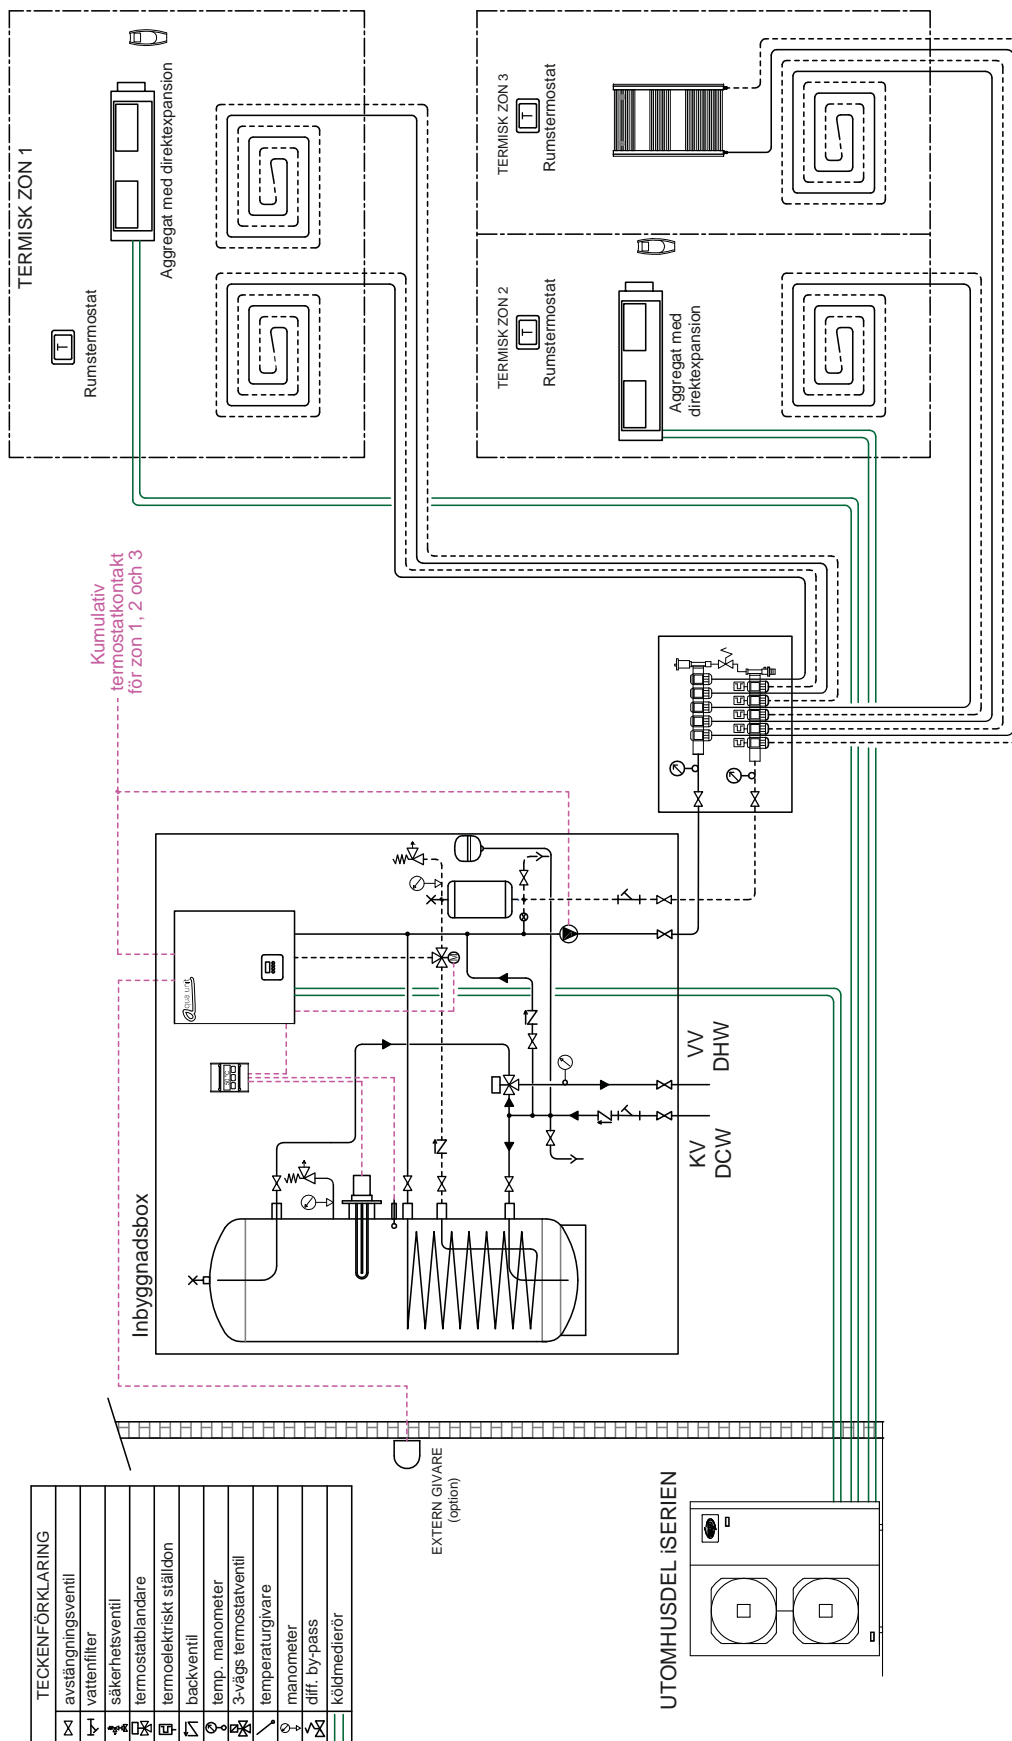 TERMISK ZON 1
Rumstermostat
T
Aggregat med direktexpansion
TERMISK ZON 2
T
Rumstermostat
Aggregat med
direktexpansion
TERMISK ZON 3
T
Rumstermostat
Kumulativ
termostatkontakt
för zon 1, 2 och 3
Inbyggnadsbox
aqua unit
KV
DCW
VV
DHW
EXTERN GIVARE
(option)
UTOMHUSDEL iSERIEN
TECKENFÖRKLARING
avstängningsventil
vattenfilter
säkerhetsventil
termostatblandare
termoelektriskt ställdon
backventil
temp. manometer
3-vägs termostatventil
temperaturgivare
manometer
diff. by-pass
köldmedierör